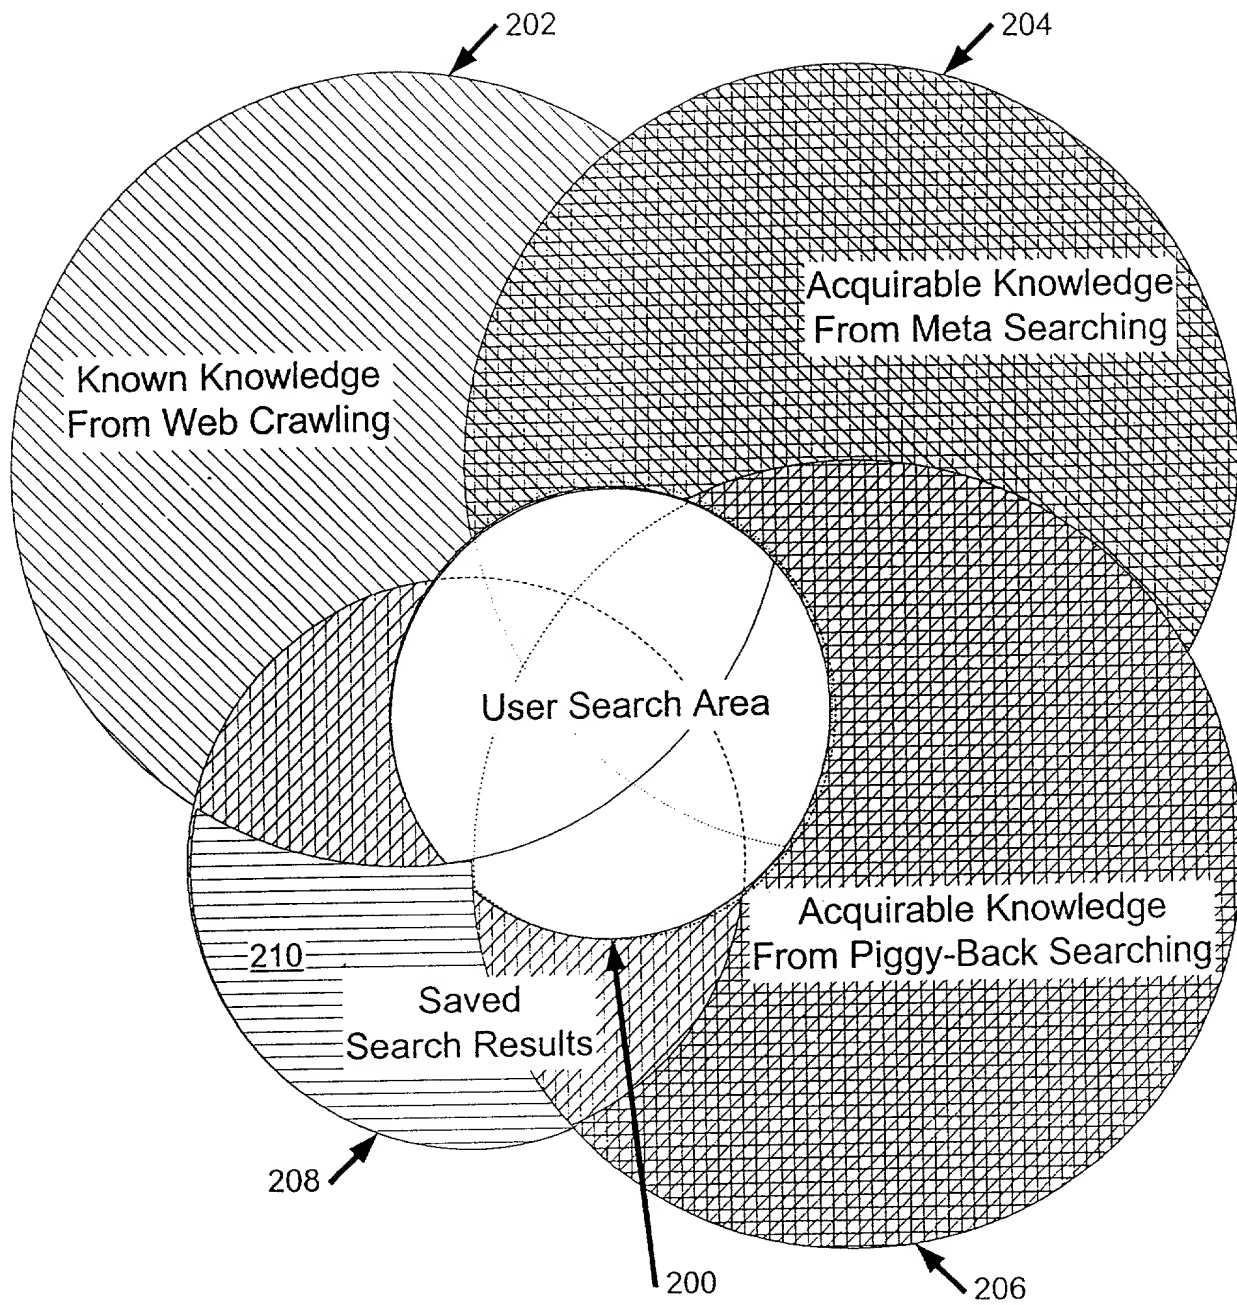 202
204
Acquirable Knowledge
From Meta Searching
Known Knowledge
From Web Crawling
User Search Area
Acquirable Knowledge
From Piggy-Back Searching
210
Saved
Search Results
208
200
206